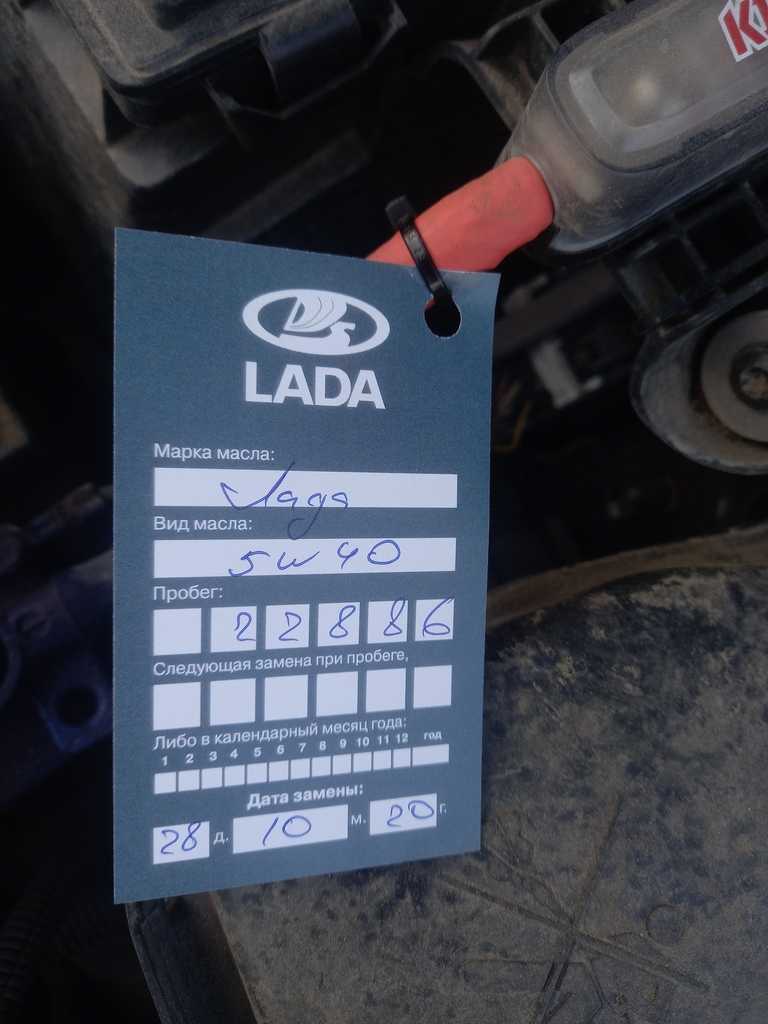 LADA
Марка масла:
Лада
Вид масла:
5w40
Пробег:
22886
Следующая замена при пробеге,
Либо в календарный месяц года:
1 2 3 4 5 6 7 8 9 10 11 12 год
Дата замены:
28 д. 10 м. 20 г.